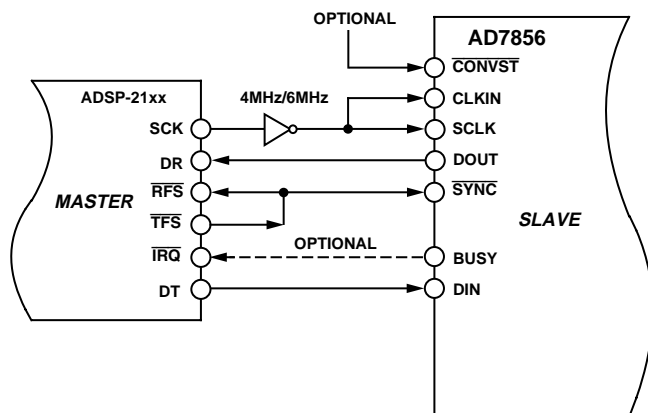 OPTIONAL
AD7856
CONVST
ADSP-21xx
4MHz/6MHz
CLKIN
SCK
SCLK
DR
DOUT
RFS
SYNC
MASTER
SLAVE
TFS
OPTIONAL
IRQ
BUSY
DT
DIN